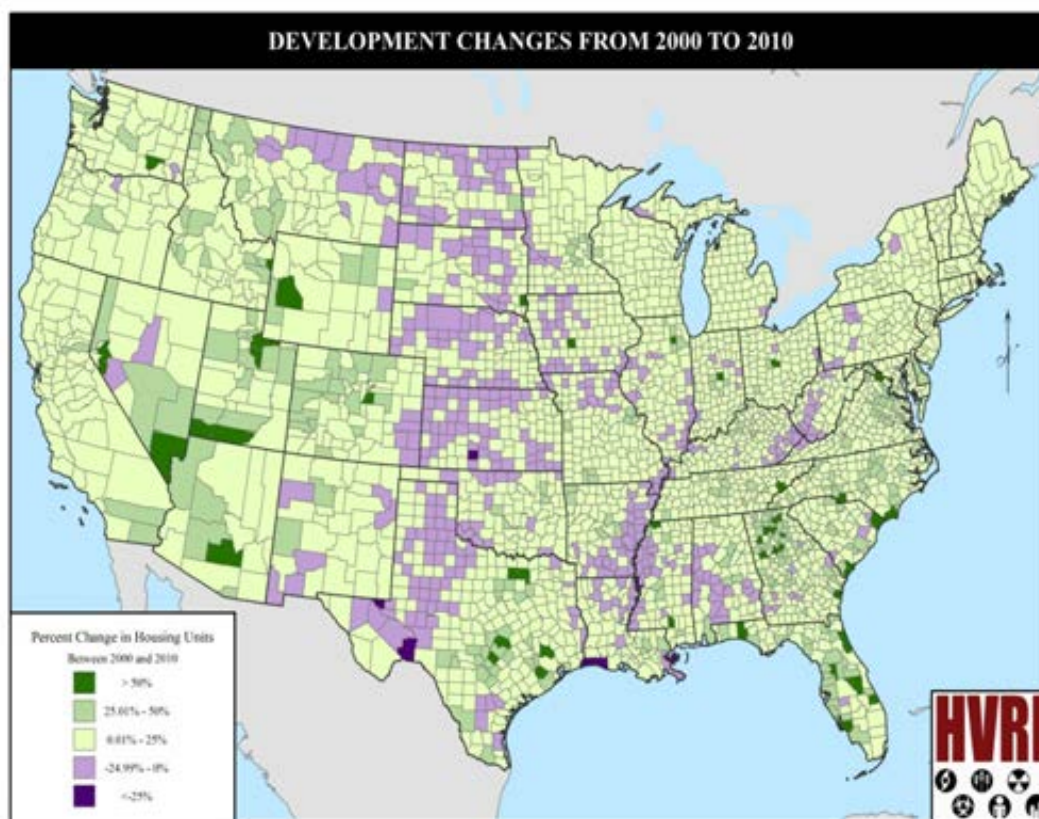 DEVELOPMENT CHANGES FROM 2000 TO 2010
Percent Change in Housing Units
Between 2000 and 2010
> 50%
25.01% - 50%
0.01% - 25%
-24.99% - 0%
<-25%
HVRI